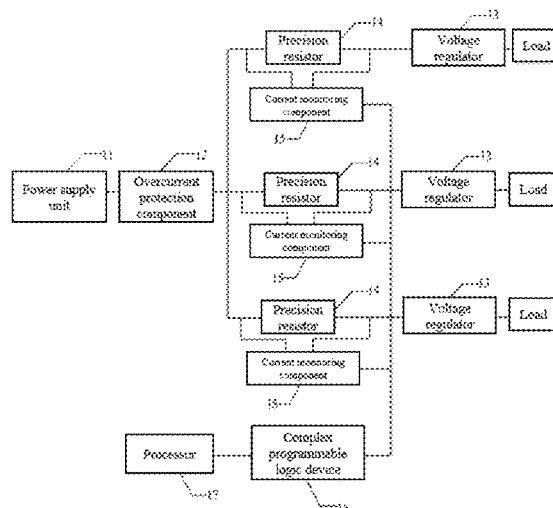 14
13
Precision
resistor
Voltage
regulator
Load
Current monitoring
component
15
11
12
14
13
Power supply
unit
Overcurrent
protection
component
Precision
resistor
Voltage
regulator
Load
Current monitoring
component
14
13
Precision
resistor
Voltage
regulator
Load
Current monitoring
component
Processor
Complex
programmable
logic device
17